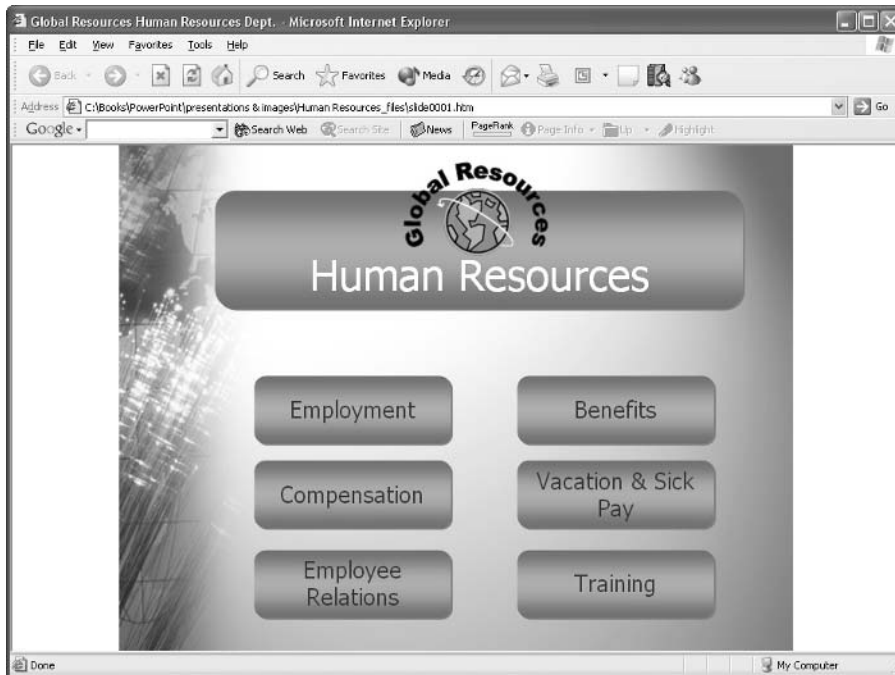 Global Resources Human Resources Dept. - Microsoft Internet Explorer
File Edit View Favorites Tools Help
Back Search Favorites Media
Address C:\Books\PowerPoint\presentations & images\Human Resources_files\slide0001.htm Go
Google Search Web Search Site News PageRank Page Info Up Highlight
Global Resources
Human Resources
Employment
Benefits
Compensation
Vacation & Sick
Pay
Employee
Relations
Training
Done My Computer